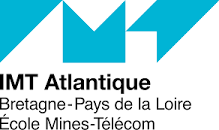 IMT Atlantique
Bretagne-Pays de la Loire
École Mines-Télécom